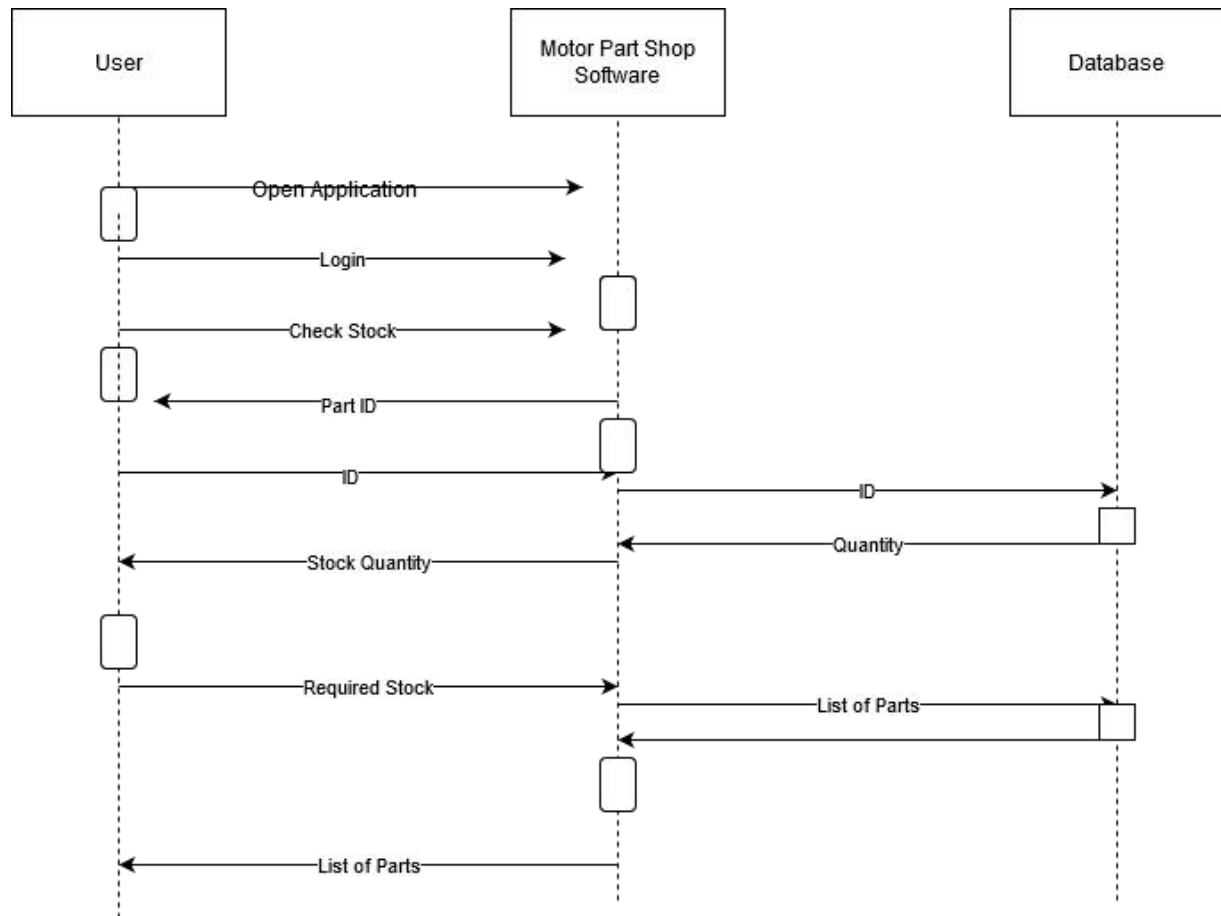 User
Motor Part Shop
Software
Database
Open Application
Login
Check Stock
Part ID
ID
ID
Quantity
Stock Quantity
Required Stock
List of Parts
List of Parts